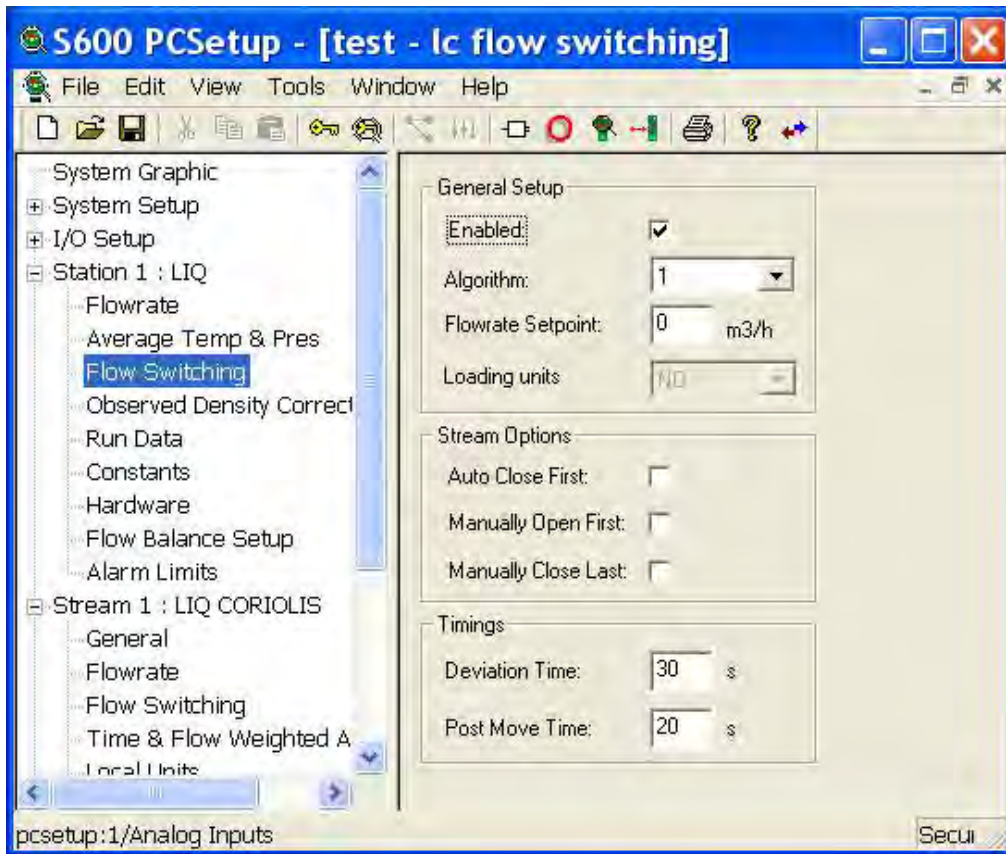 S600 PCSetup - [test - lc flow switching]
File Edit View Tools Window Help
System Graphic
System Setup
I/O Setup
Station 1 : LIQ
Flowrate
Average Temp & Pres
Flow Switching
Observed Density Correct
Run Data
Constants
Hardware
Flow Balance Setup
Alarm Limits
Stream 1 : LIQ CORIOLIS
General
Flowrate
Flow Switching
Time & Flow Weighted A
Local Units
General Setup
Enabled:
Algorithm: 1
Flowrate Setpoint: 0 m3/h
Loading units
Stream Options
Auto Close First:
Manually Open First:
Manually Close Last:
Timings
Deviation Time: 30 s
Post Move Time: 20 s
pcsetup:1/Analog Inputs
Secu